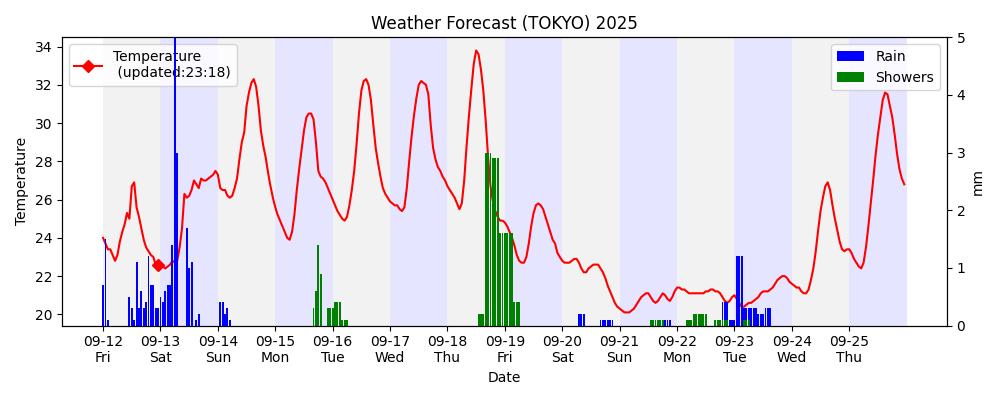 Weather Forecast (TOKYO) 2025
Temperature
(updated:23:18)
Rain
Showers
Temperature
34
32
30
28
26
24
22
20
5
4
3
2
1
0
mm
09-12 09-13 09-14 09-15 09-16 09-17 09-18 09-19 09-20 09-21 09-22 09-23 09-24 09-25
Fri Sat Sun Mon Tue Wed Thu Fri Sat Sun Mon Tue Wed Thu
Date